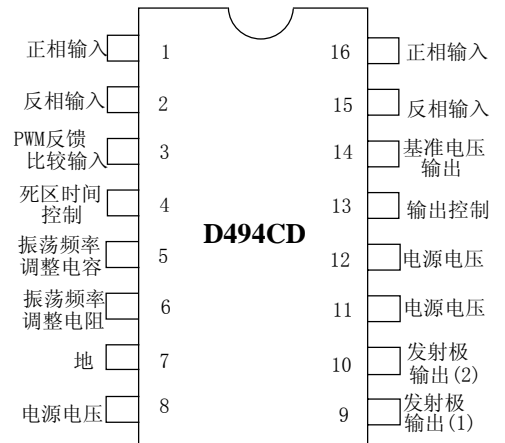 正相输入
1
16
正相输入
反相输入
2
15
反相输入
PWM反馈
比较输入
3
14
基准电压
输出
死区时间
控制
4
13
输出控制
D494CD
振荡频率
调整电容
5
12
电源电压
振荡频率
调整电阻
6
11
电源电压
地
7
10
发射极
输出(2)
电源电压
8
9
发射极
输出(1)